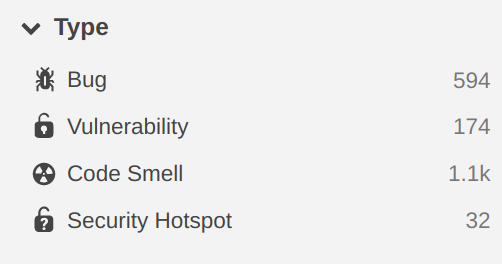 Type
Bug 594
Vulnerability 174
Code Smell 1.1k
Security Hotspot 32